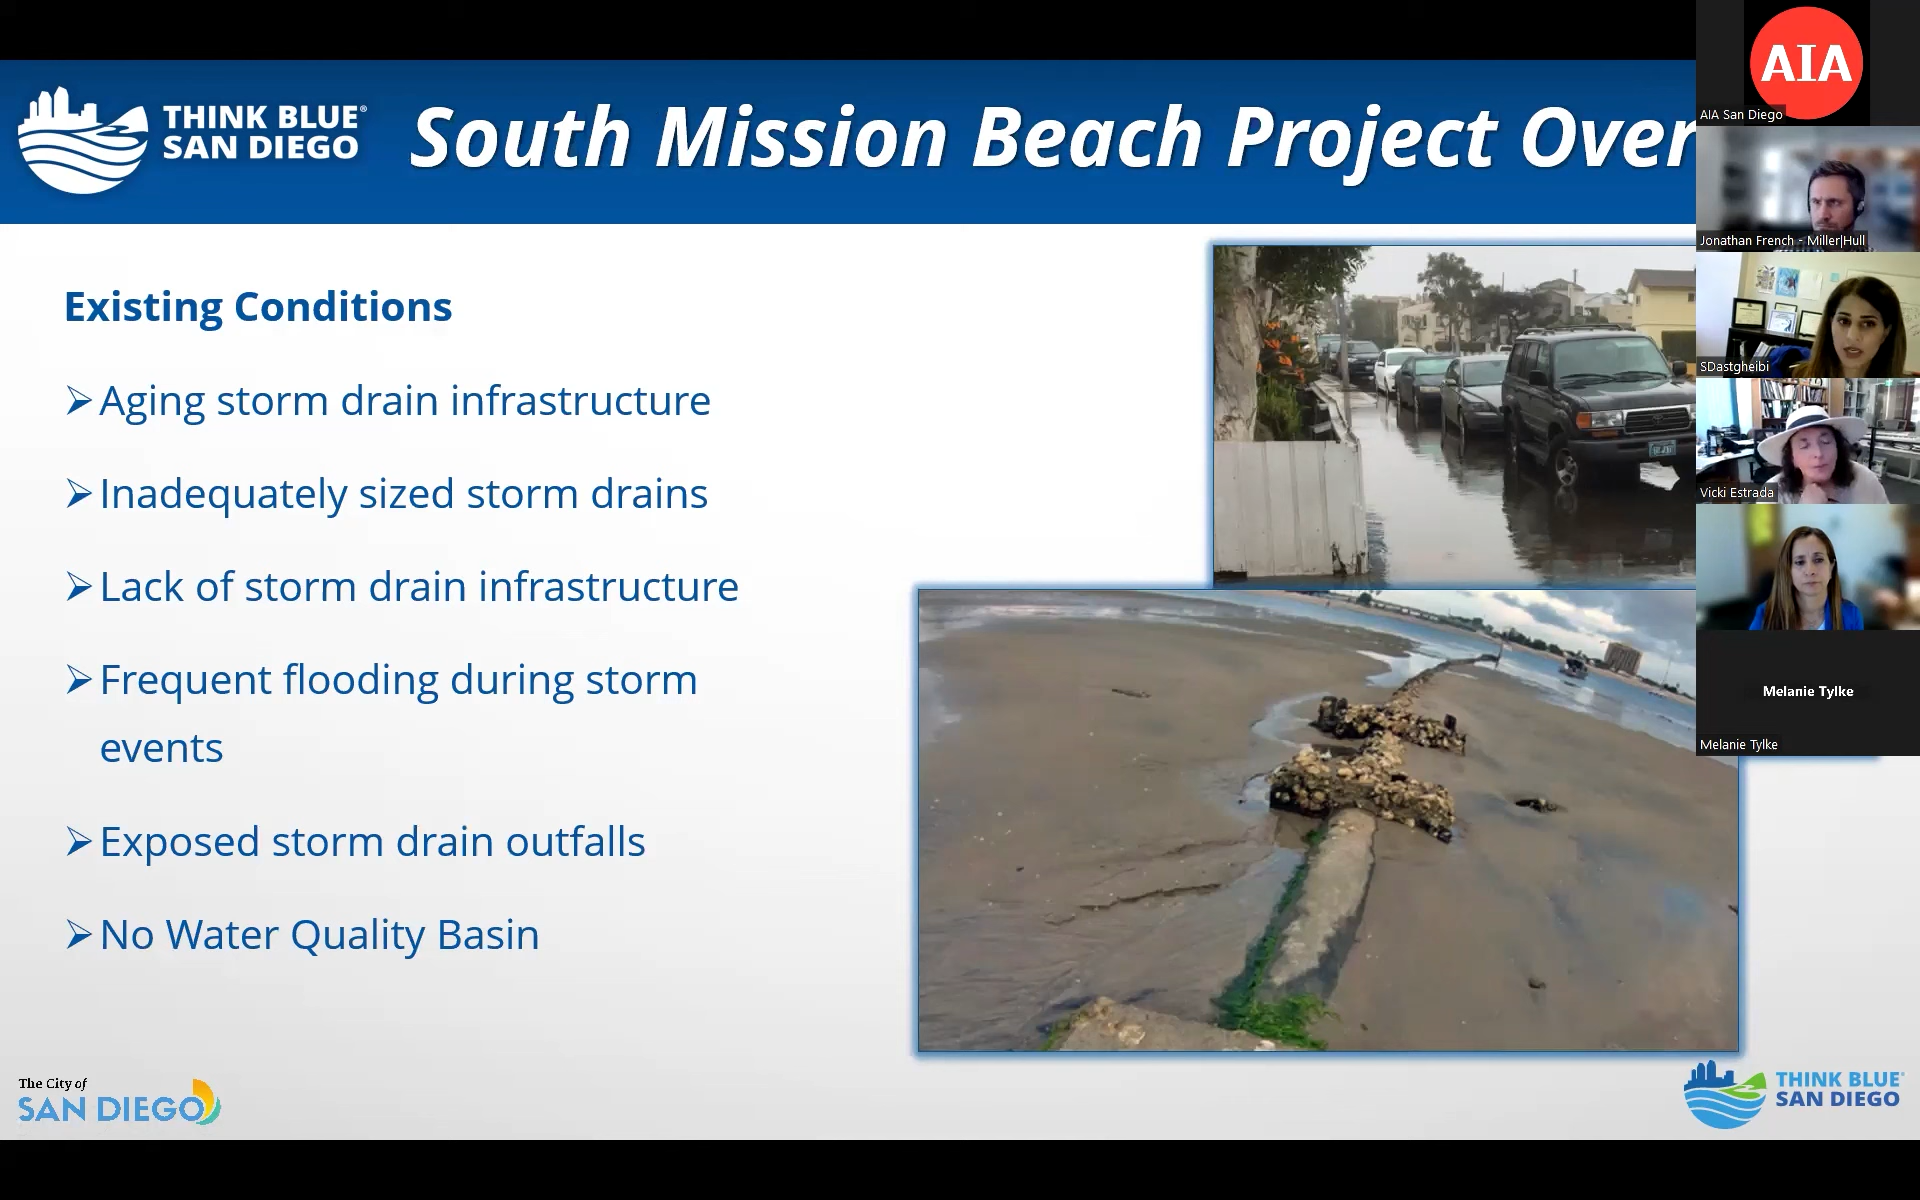 THINK BLUE®
SAN DIEGO
South Mission Beach Project Over
Existing Conditions
➢ Aging storm drain infrastructure
➢ Inadequately sized storm drains
➢ Lack of storm drain infrastructure
➢ Frequent flooding during storm
events
➢ Exposed storm drain outfalls
➢ No Water Quality Basin
The City of
SAN DIEGO
THINK BLUE®
SAN DIEGO
AIA
AIA San Diego
Jonathan French - Miller|Hull
SDastgheibi
Vicki Estrada
Melanie Tylke
Melanie Tylke